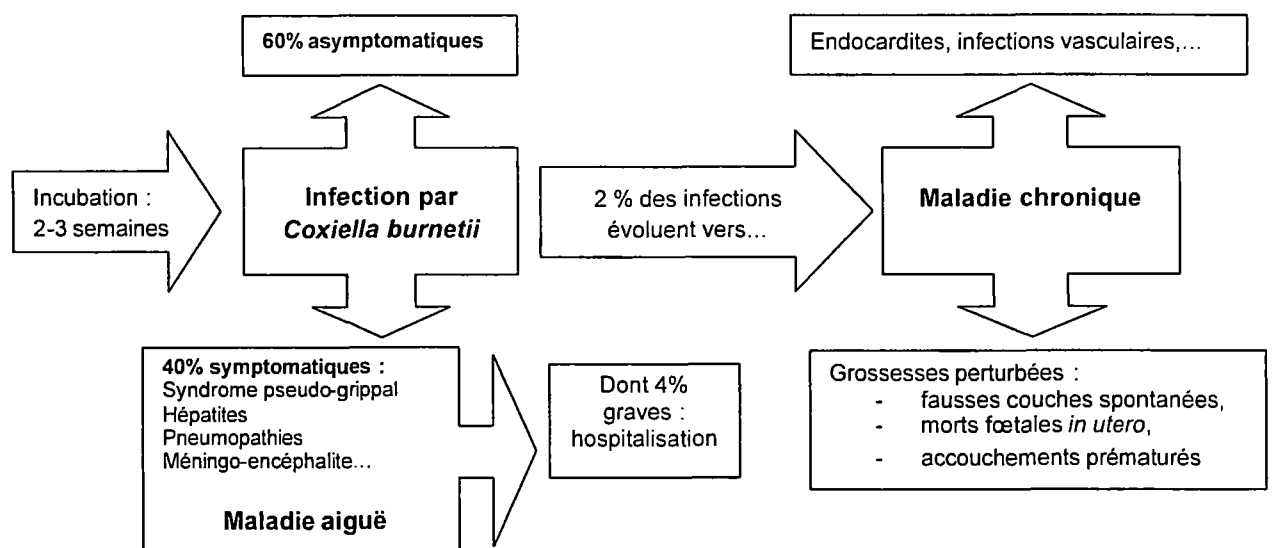 60% asymptomatiques
Endocardites, infections vasculaires,...
Incubation :
2-3 semaines
Infection par
Coxiella burnetii
2 % des infections
évoluent vers...
Maladie chronique
40% symptomatiques :
Syndrome pseudo-grippal
Hépatites
Pneumopathies
Méningo-encéphalite...
Maladie aiguë
Dont 4%
graves :
hospitalisation
Grossesses perturbées :
- fausses couches spontanées,
- morts fœtales in utero,
- accouchements prématurés